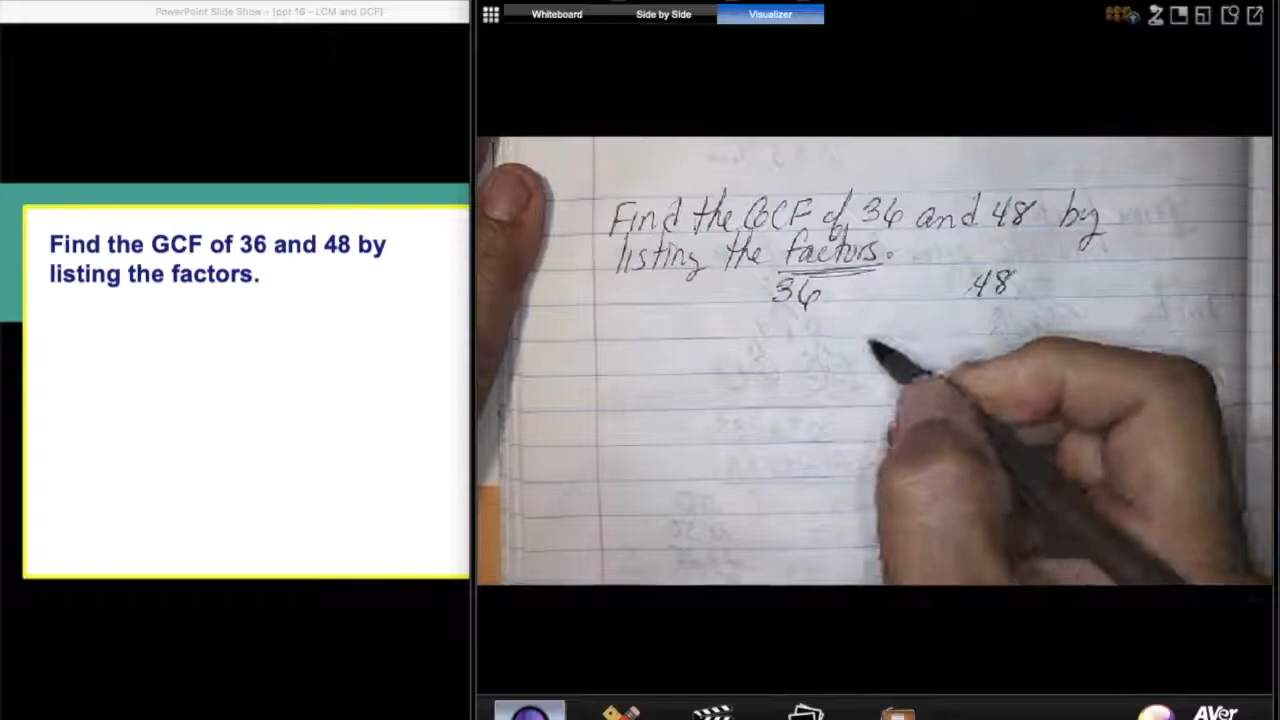 PowerPoint Slide Show - [ppt 16 - LCM and GCF]
Whiteboard
Side by Side
Visualizer
Find the GCF of 36 and 48 by
listing the factors.
Find the GCF of 36 and 48 by
listing the factors.
36 48
AVer